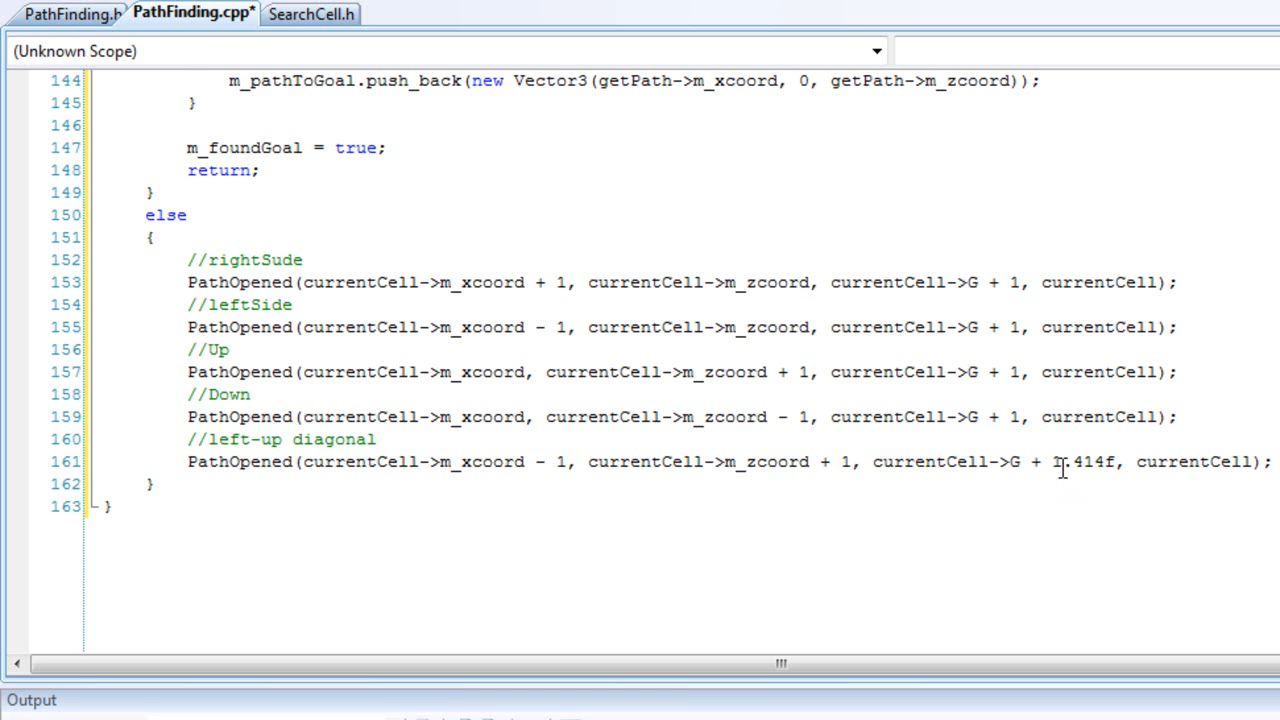 PathFinding.h PathFinding.cpp* SearchCell.h
(Unknown Scope)
144 m_pathToGoal.push_back(new Vector3(getPath->m_xcoord, 0, getPath->m_zcoord));
145 }
146
147 m_foundGoal = true;
148 return;
149 }
150 else
151 {
152 //rightSude
153 PathOpened(currentCell->m_xcoord + 1, currentCell->m_zcoord, currentCell->G + 1, currentCell);
154 //leftSide
155 PathOpened(currentCell->m_xcoord - 1, currentCell->m_zcoord, currentCell->G + 1, currentCell);
156 //Up
157 PathOpened(currentCell->m_xcoord, currentCell->m_zcoord + 1, currentCell->G + 1, currentCell);
158 //Down
159 PathOpened(currentCell->m_xcoord, currentCell->m_zcoord - 1, currentCell->G + 1, currentCell);
160 //left-up diagonal
161 PathOpened(currentCell->m_xcoord - 1, currentCell->m_zcoord + 1, currentCell->G + 1.414f, currentCell);
162 }
163 }
Output